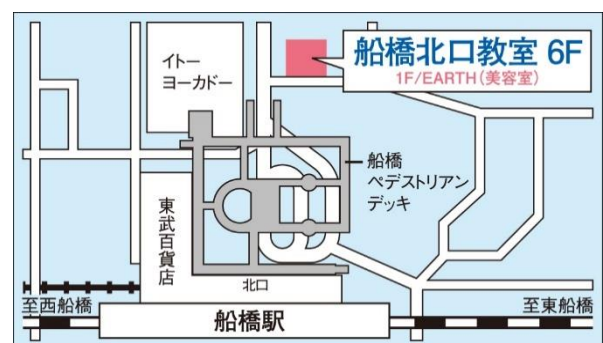 船橋北口教室 6F
1F/EARTH(美容室)
イトー
ヨーカドー
船橋
ペデストリアン
デッキ
東武百貨店
北口
至西船橋
至東船橋
船橋駅